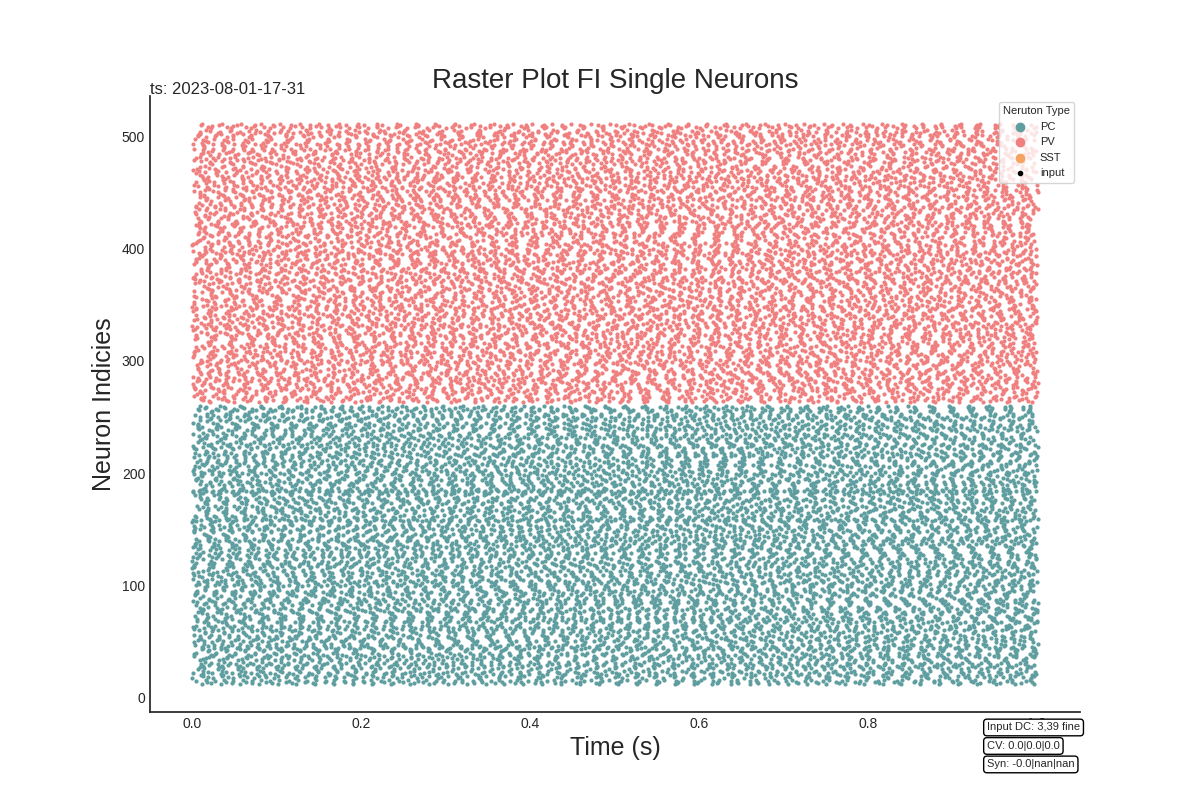 Raster Plot FI Single Neurons
ts: 2023-08-01-17-31
Neruton Type
PC
PV
SST
input
500
400
300
200
100
0
Neuron Indicies
0.0 0.2 0.4 0.6 0.8
Time (s)
Input DC: 3,39 fine
CV: 0.0|0.0|0.0
Syn: -0.0|nan|nan